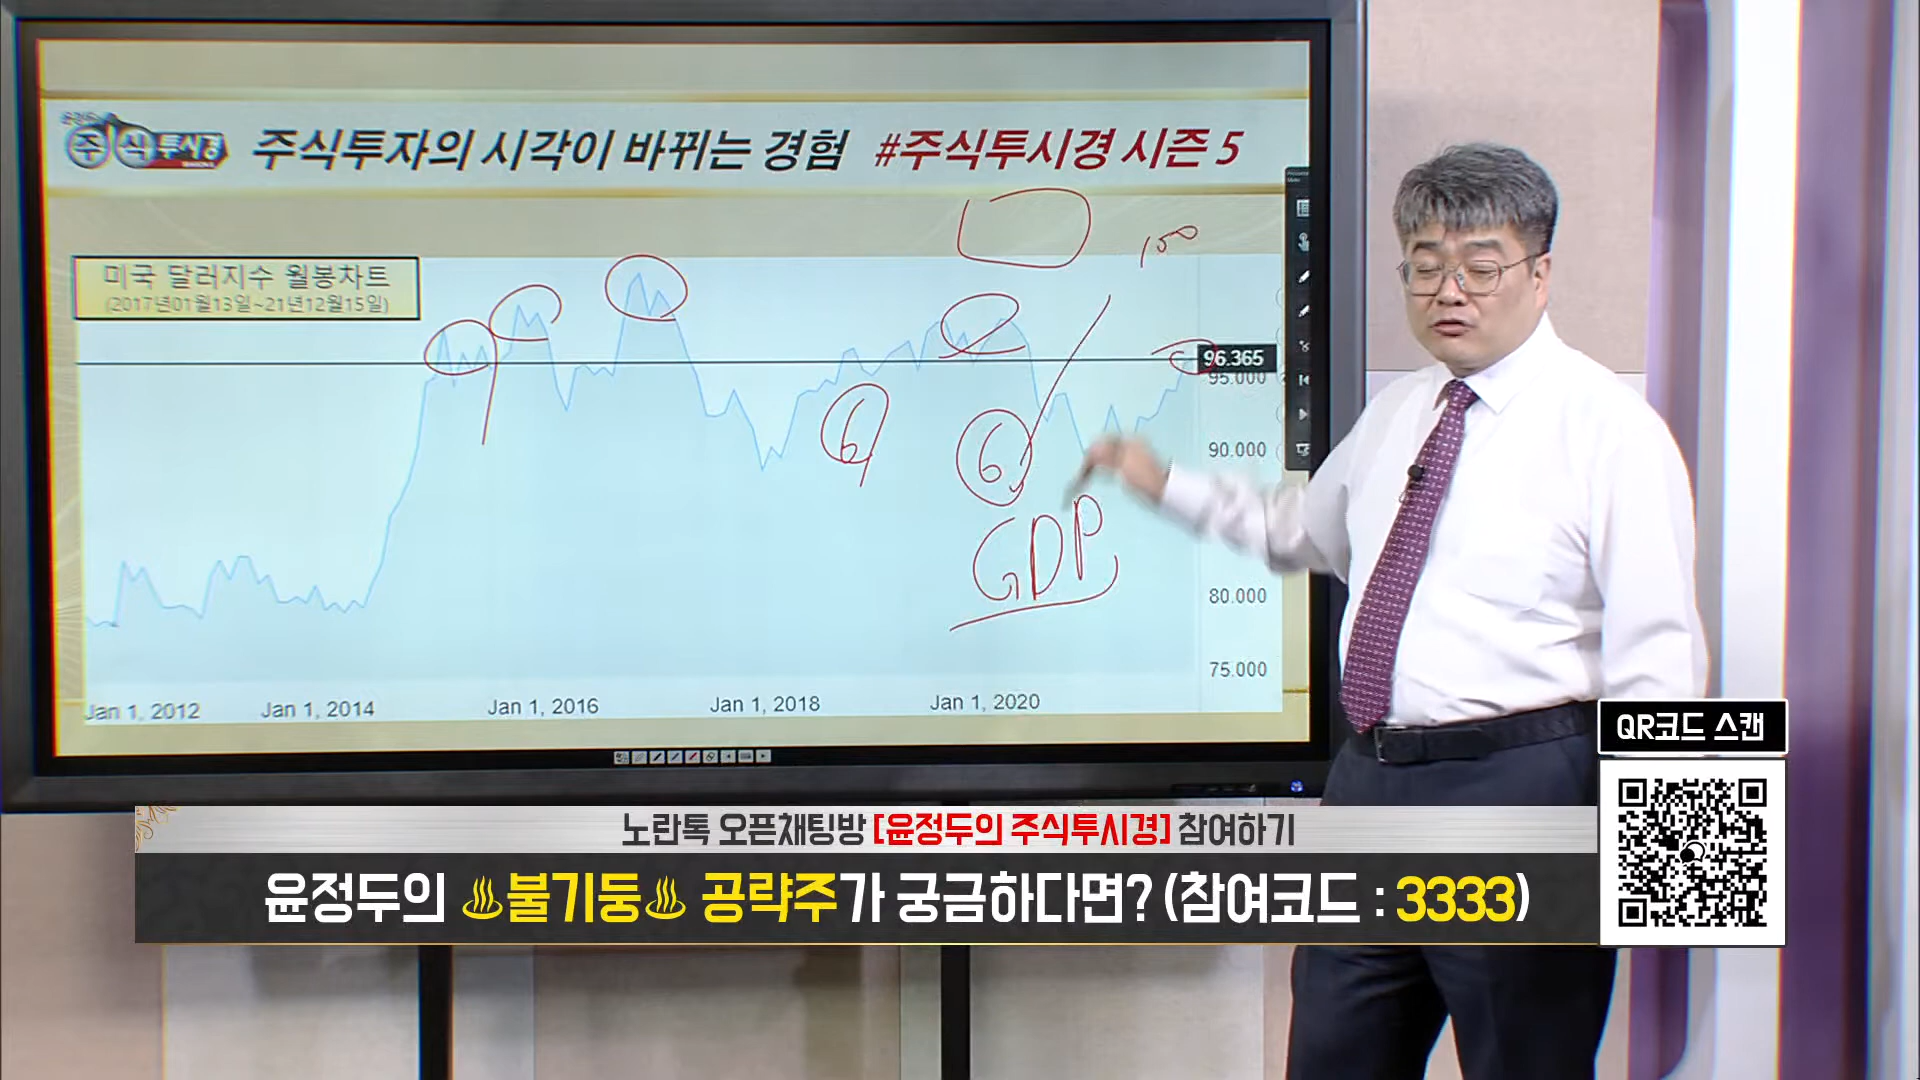 주식투시경
주식투자의 시각이 바뀌는 경험 #주식투시경 시즌 5
100
미국 달러지수 월봉차트
(2017년01월13일~21년12월15일)
96.365
95.000
90.000
6
6
GDP
80.000
75.000
Jan 1, 2012 Jan 1, 2014 Jan 1, 2016 Jan 1, 2018 Jan 1, 2020
QR코드 스캔
노란톡 오픈채팅방 [윤정두의 주식투시경] 참여하기
윤정두의 ♨불기둥♨ 공략주가 궁금하다면? (참여코드 : 3333)